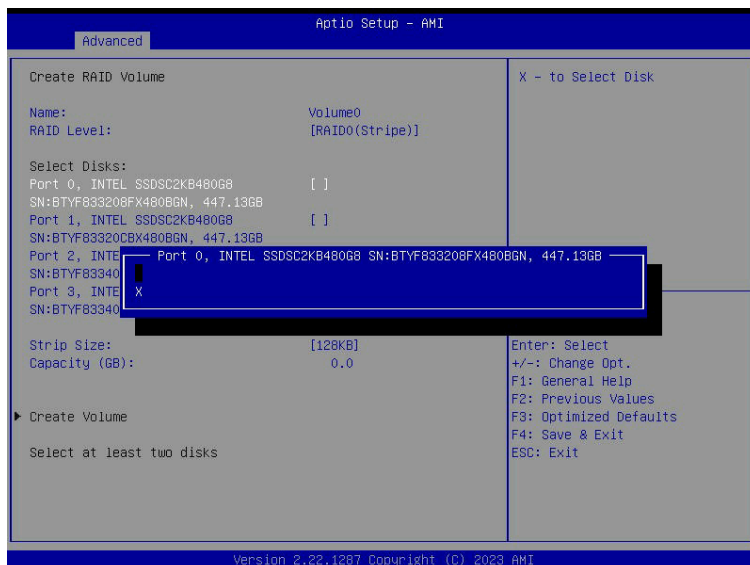 Aptio Setup - AMI
Advanced
Create RAID Volume
X - to Select Disk
Name: Volume0
RAID Level: [RAID0(Stripe)]
Select Disks:
Port 0, INTEL SSDSC2KB480G8 [ ]
SN:BTYF833208FX480BGN, 447.13GB
Port 1, INTEL SSDSC2KB480G8 [ ]
SN:BTYF83320CBX480BGN, 447.13GB
Port 2, INTE
SN:BTYF83340
Port 3, INTE
SN:BTYF83340
Port 0, INTEL SSDSC2KB480G8 SN:BTYF833208FX480BGN, 447.13GB
X
Strip Size: [128KB]
Capacity (GB): 0.0
Create Volume
Select at least two disks
Enter: Select
+/-: Change Opt.
F1: General Help
F2: Previous Values
F3: Optimized Defaults
F4: Save & Exit
ESC: Exit
Version 2.22.1287 Copyright (C) 2023 AMI